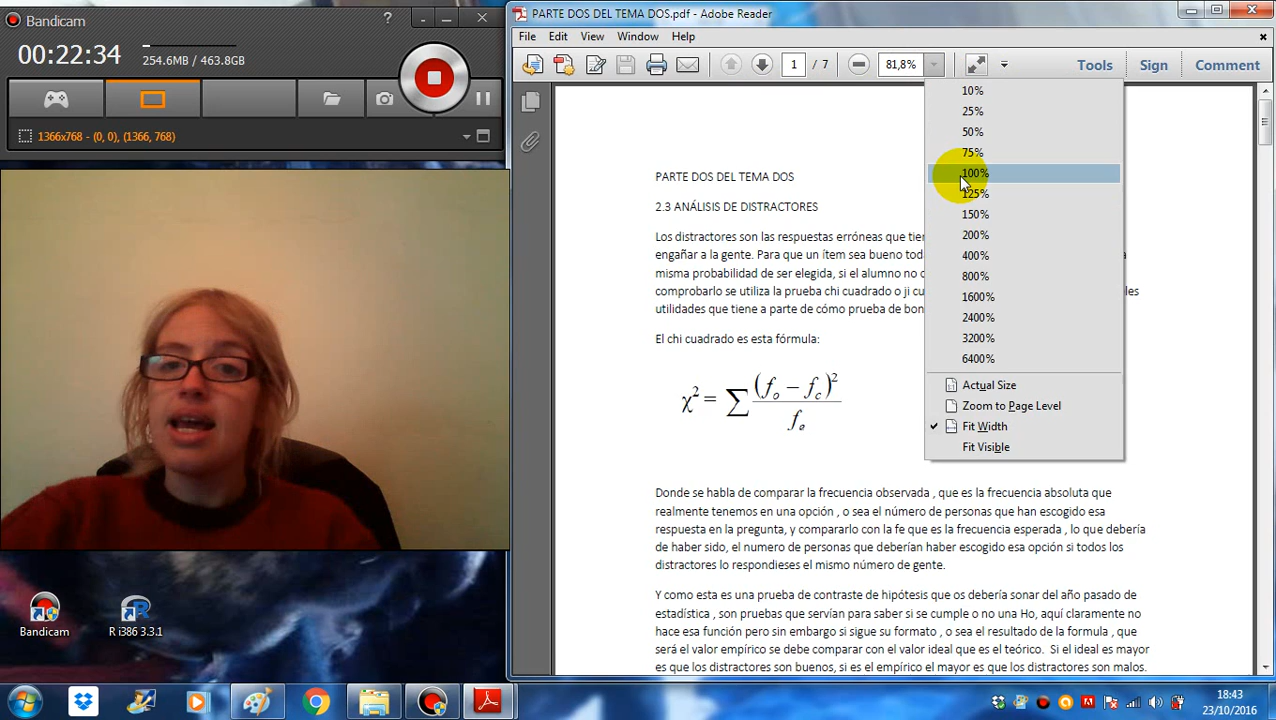 Bandicam
?
00:22:34
254.6MB / 463.8GB
1366x768 - (0, 0), (1366, 768)
PARTE DOS DEL TEMA DOS.pdf - Adobe Reader
File Edit View Window Help
1 / 7 81,8% Tools Sign Comment
10%
25%
50%
75%
100%
125%
150%
200%
400%
800%
1600%
2400%
3200%
6400%
Actual Size
Zoom to Page Level
Fit Width
Fit Visible
PARTE DOS DEL TEMA DOS
2.3 ANÁLISIS DE DISTRACTORES
Los distractores son las respuestas erróneas que
engañar a la gente. Para que un ítem sea bueno
misma probabilidad de ser elegida, si el alumno no
comprobarlo se utiliza la prueba chi cuadrado o ji
utilidades que tiene a parte de cómo prueba de
El chi cuadrado es esta fórmula:
χ² = ∑ (fo − fc)² / fe
Donde se habla de comparar la frecuencia observada , que es la frecuencia absoluta que
realmente tenemos en una opción , o sea el número de personas que han escogido esa
respuesta en la pregunta, y compararlo con la fe que es la frecuencia esperada , lo que debería
de haber sido, el numero de personas que deberían haber escogido esa opción si todos los
distractores lo respondieses el mismo número de gente.
Y como esta es una prueba de contraste de hipótesis que os debería sonar del año pasado de
estadística , son pruebas que servían para saber si se cumple o no una Ho, aquí claramente no
hace esa función pero sin embargo si sigue su formato , o sea el resultado de la formula , que
será el valor empírico se debe comparar con el valor ideal que es el teórico. Si el ideal es mayor
es que los distractores son buenos, si es el empírico el mayor es que los distractores son malos.
Bandicam
R i386 3.3.1
18:43
23/10/2016